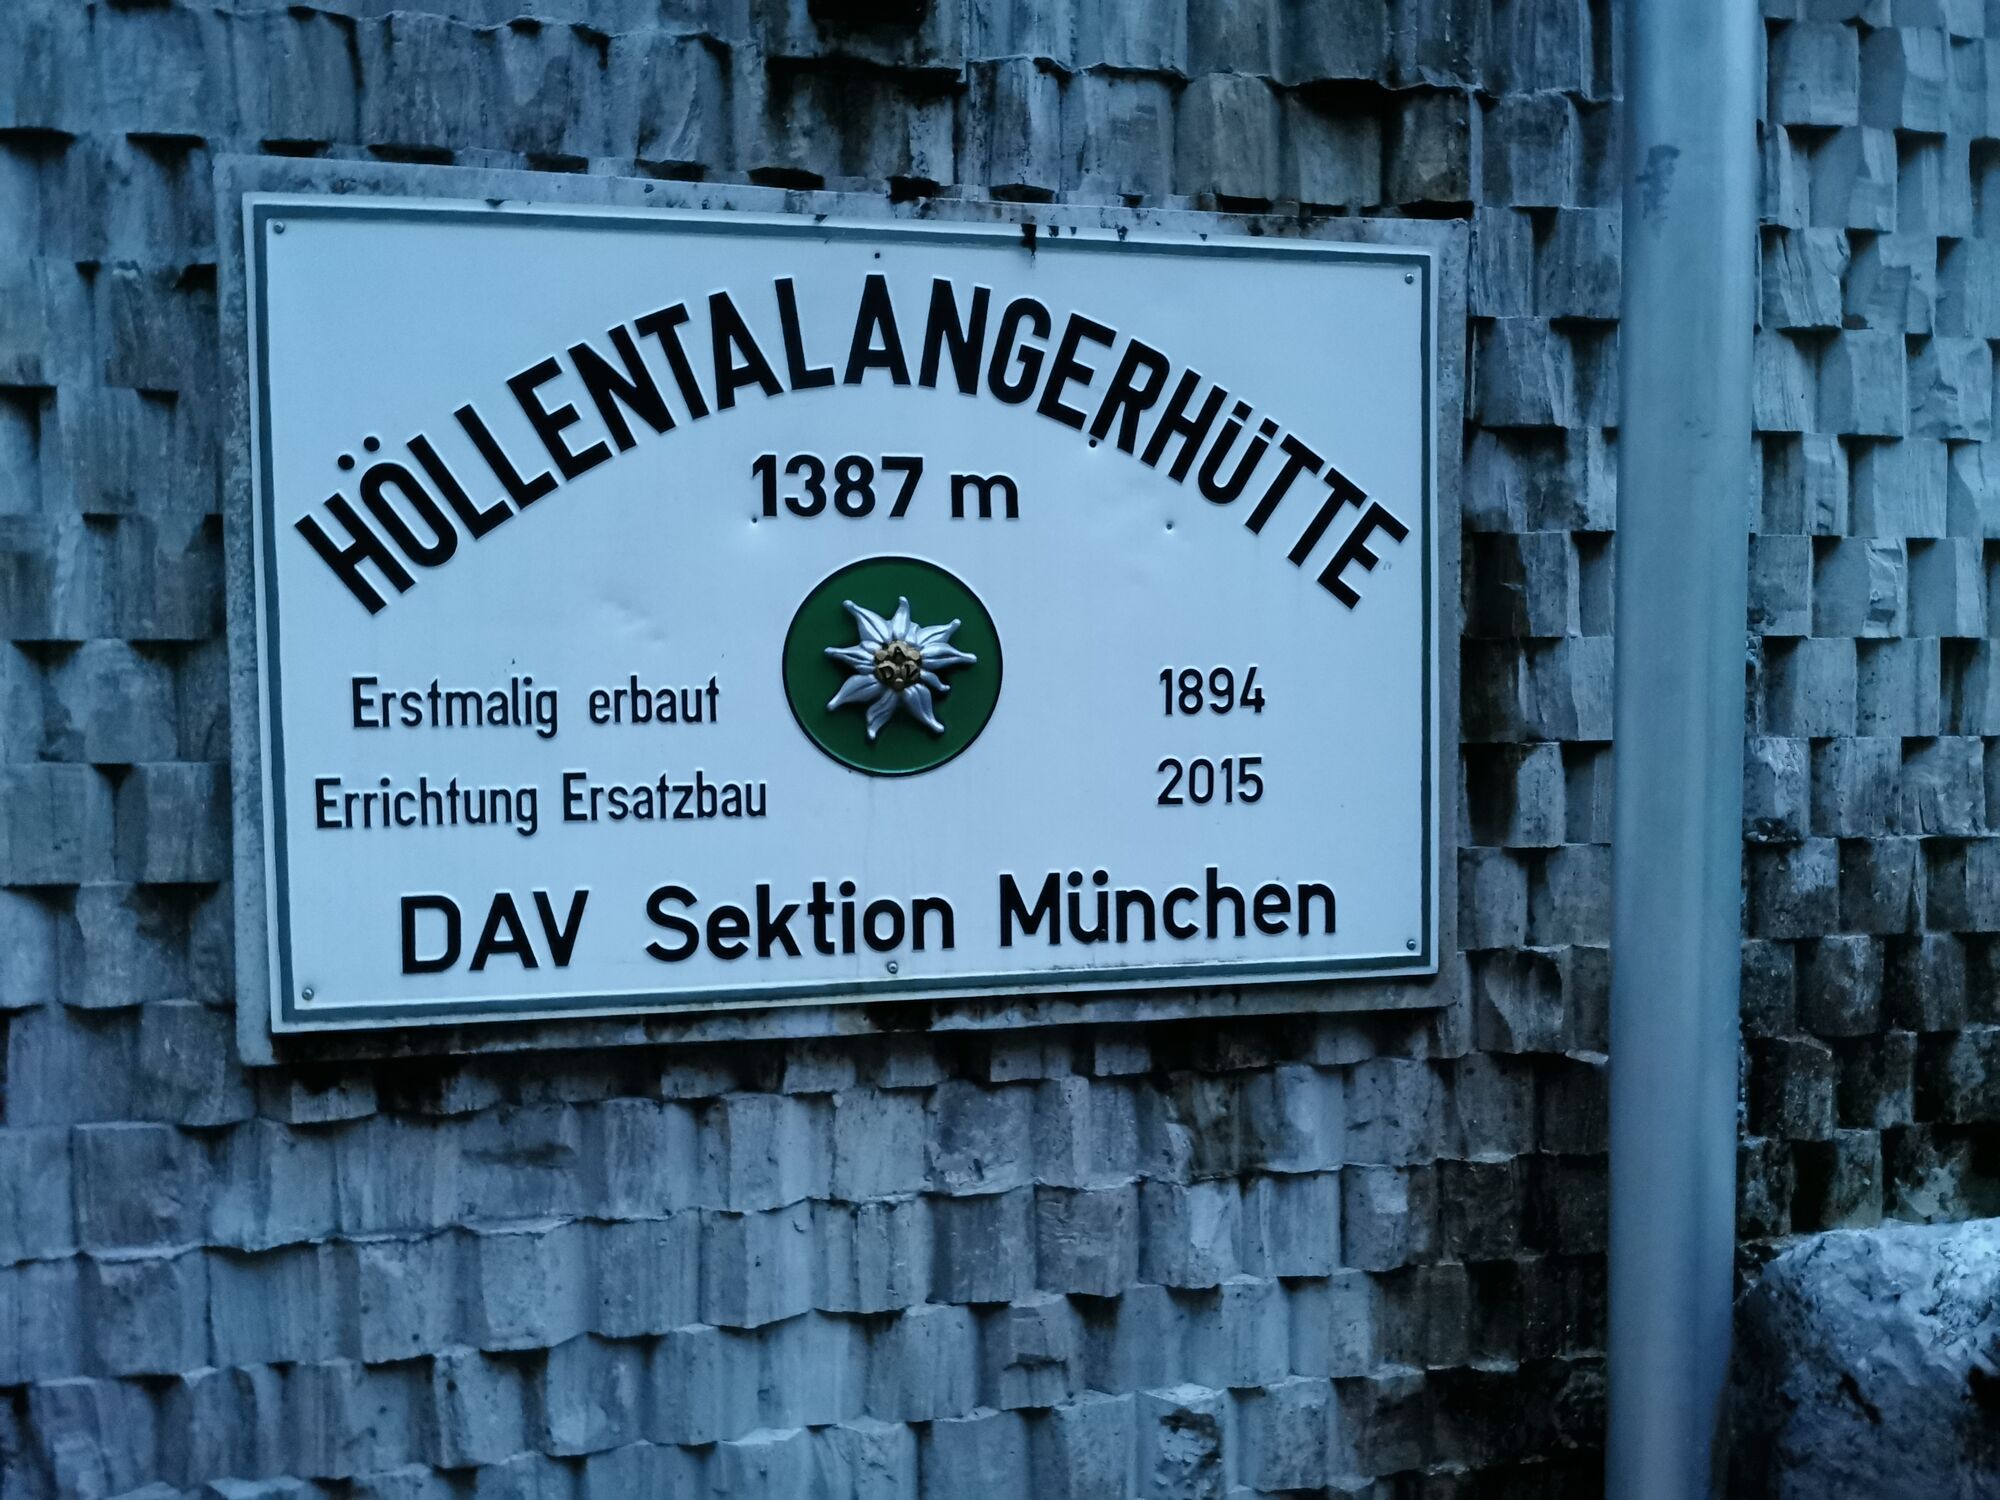 HÖLLENTALANGERHÜTTE
1387 m
Erstmalig erbaut 1894
Errichtung Ersatzbau 2015
DAV Sektion München